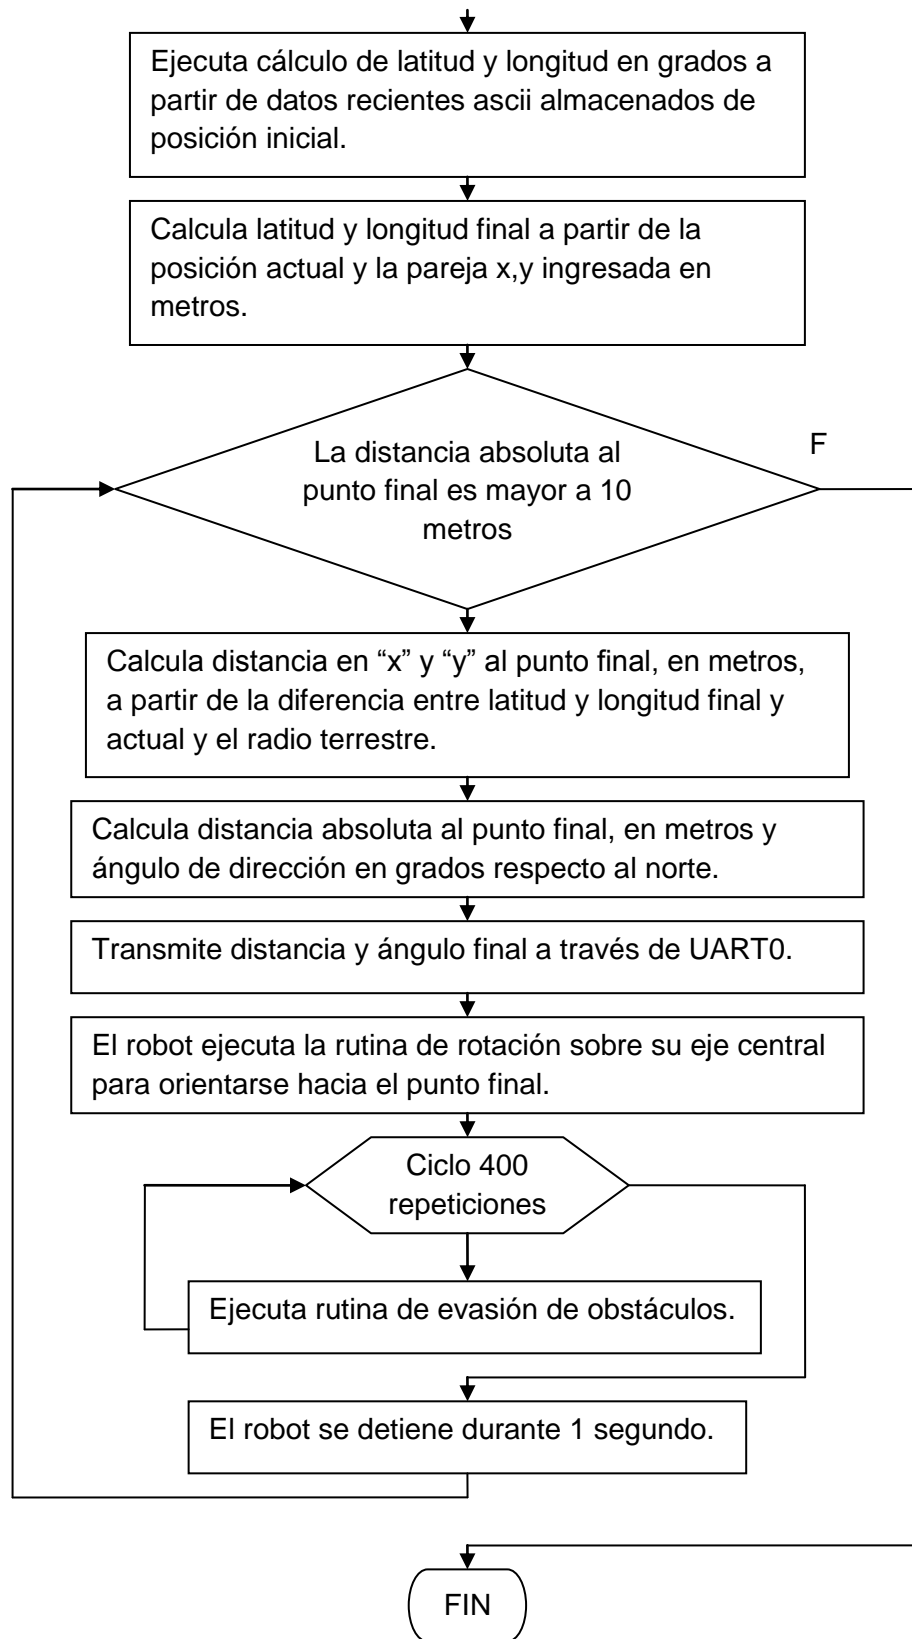 Ejecuta cálculo de latitud y longitud en grados a
partir de datos recientes ascii almacenados de
posición inicial.
Calcula latitud y longitud final a partir de la
posición actual y la pareja x,y ingresada en
metros.
La distancia absoluta al
punto final es mayor a 10
metros
F
Calcula distancia en “x” y “y” al punto final, en metros,
a partir de la diferencia entre latitud y longitud final y
actual y el radio terrestre.
Calcula distancia absoluta al punto final, en metros y
ángulo de dirección en grados respecto al norte.
Transmite distancia y ángulo final a través de UART0.
El robot ejecuta la rutina de rotación sobre su eje central
para orientarse hacia el punto final.
Ciclo 400
repeticiones
Ejecuta rutina de evasión de obstáculos.
El robot se detiene durante 1 segundo.
FIN